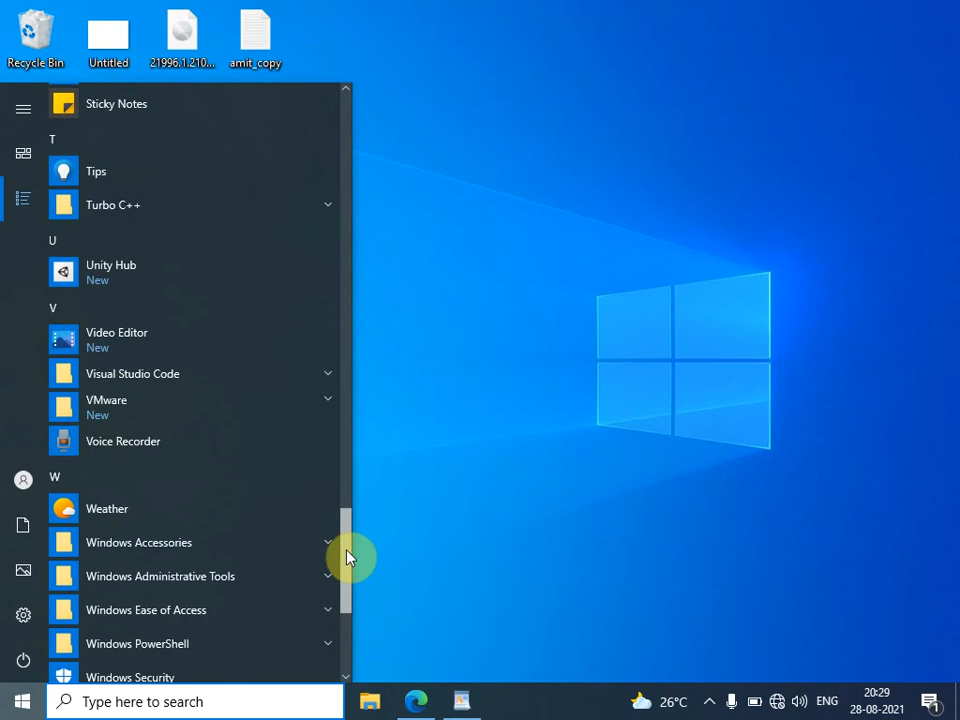 Recycle Bin
Untitled
21996.1.210...
amit_copy
Sticky Notes
T
Tips
Turbo C++
U
Unity Hub
New
V
Video Editor
New
Visual Studio Code
VMware
New
Voice Recorder
W
Weather
Windows Accessories
Windows Administrative Tools
Windows Ease of Access
Windows PowerShell
Windows Security
Type here to search
26°C
ENG
20:29
28-08-2021
1